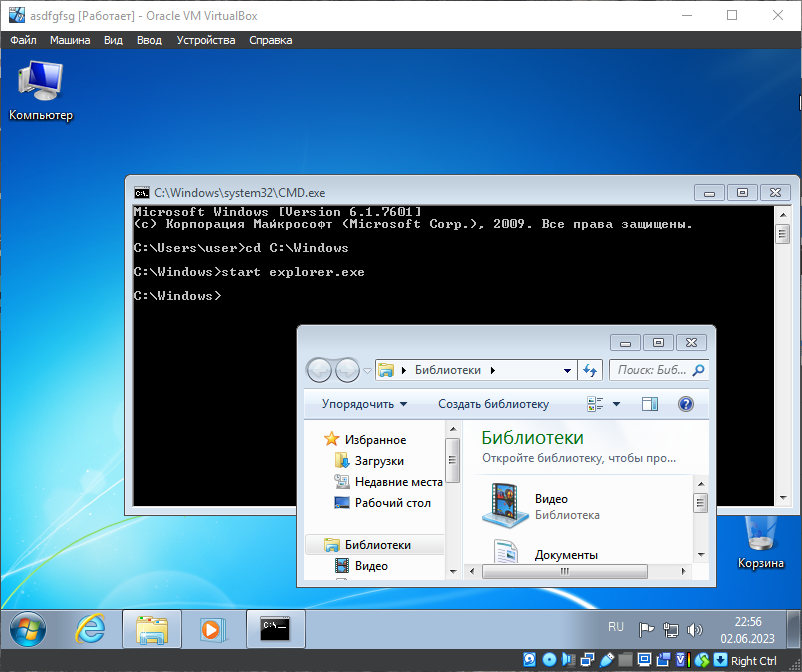 asdfgfsg [Работает] - Oracle VM VirtualBox
Файл Машина Вид Ввод Устройства Справка
Компьютер
C:\Windows\system32\CMD.exe
Microsoft Windows [Version 6.1.7601]
(c) Корпорация Майкрософт (Microsoft Corp.), 2009. Все права защищены.
C:\Users\user>cd C:\Windows
C:\Windows>start explorer.exe
C:\Windows>
Библиотеки
Поиск: Биб...
Упорядочить Создать библиотеку
Избранное
Загрузки
Недавние места
Рабочий стол
Библиотеки
Видео
Библиотеки
Откройте библиотеку, чтобы про...
Видео
Библиотека
Документы
Корзина
RU
22:56
02.06.2023
Right Ctrl